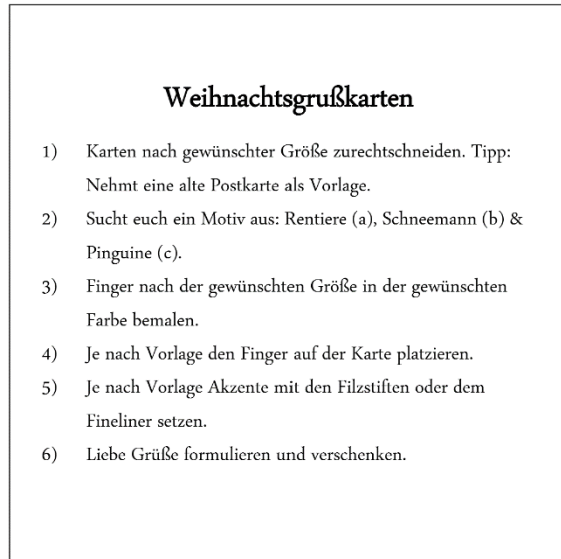 Weihnachtsgrußkarten
1) Karten nach gewünschter Größe zurechtschneiden. Tipp:
Nehmt eine alte Postkarte als Vorlage.
2) Sucht euch ein Motiv aus: Rentiere (a), Schneemann (b) &
Pinguine (c).
3) Finger nach der gewünschten Größe in der gewünschten
Farbe bemalen.
4) Je nach Vorlage den Finger auf der Karte platzieren.
5) Je nach Vorlage Akzente mit den Filzstiften oder dem
Fineliner setzen.
6) Liebe Grüße formulieren und verschenken.